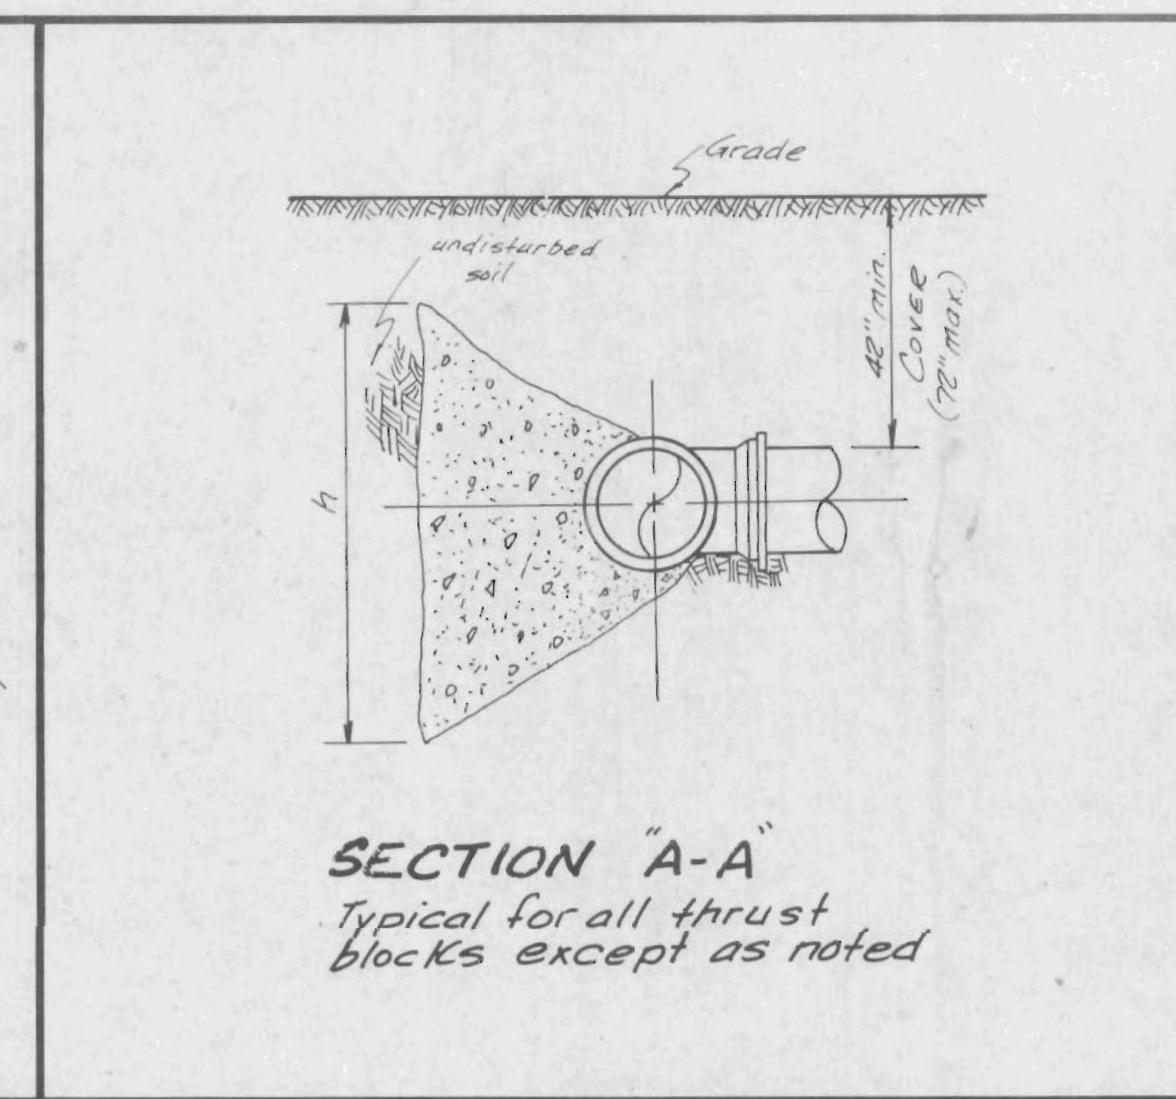 Grade
undisturbed
soil
42" min.
COVER
(72" max.)
h
SECTION "A-A"
Typical for all thrust
blocks except as noted